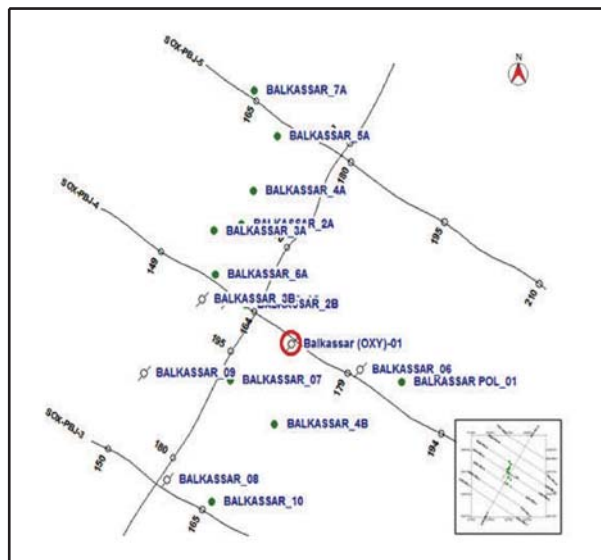 N
SOX-PBJ-5
BALKASSAR_7A
165
BALKASSAR_5A
180
BALKASSAR_4A
SOX-PBJ-4
BALKASSAR_2A
BALKASSAR_3A
195
149
BALKASSAR_6A
210
BALKASSAR_3B
BALKASSAR_2B
164
Balkassar (OXY)-01
195
BALKASSAR_09
BALKASSAR_07
179
BALKASSAR_06
BALKASSAR POL_01
BALKASSAR_4B
194
SOX-PBJ-3
150
180
BALKASSAR_08
BALKASSAR_10
165